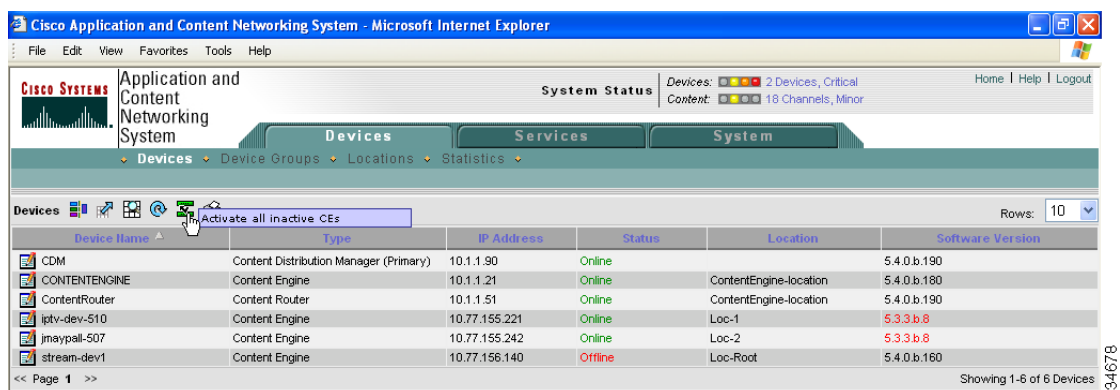 Cisco Application and Content Networking System - Microsoft Internet Explorer
File Edit View Favorites Tools Help
CISCO SYSTEMS
Application and
Content
Networking
System
System Status
Devices: 2 Devices, Critical
Content: 18 Channels, Minor
Home | Help | Logout
Devices Services System
Devices Device Groups Locations Statistics
Devices
Activate all inactive CEs
Rows: 10
Device Name Type IP Address Status Location Software Version
CDM Content Distribution Manager (Primary) 10.1.1.90 Online 5.4.0.b.190
CONTENTENGINE Content Engine 10.1.1.21 Online ContentEngine-location 5.4.0.b.180
ContentRouter Content Router 10.1.1.51 Online ContentEngine-location 5.4.0.b.190
iptv-dev-510 Content Engine 10.77.155.221 Online Loc-1 5.3.3.b.8
jmaypall-507 Content Engine 10.77.155.242 Online Loc-2 5.3.3.b.8
stream-dev1 Content Engine 10.77.156.140 Offline Loc-Root 5.4.0.b.160
<< Page 1 >>
Showing 1-6 of 6 Devices
34678